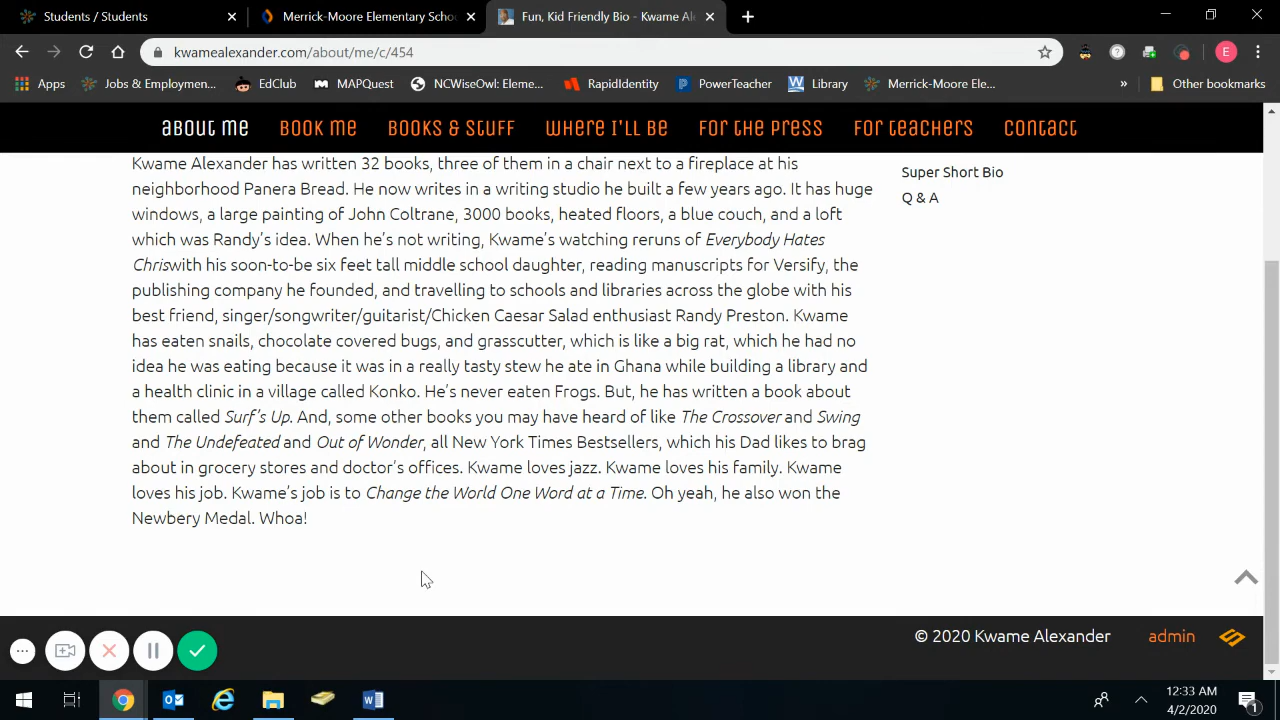 Students / Students
Merrick-Moore Elementary Scho
Fun, Kid Friendly Bio - Kwame Al
kwamealexander.com/about/me/c/454
E
Apps
Jobs & Employmen...
EdClub
MAPQuest
NCWiseOwl: Eleme...
RapidIdentity
PowerTeacher
Library
Merrick-Moore Ele...
»
Other bookmarks
ABOUT ME
BOOK ME
BOOKS & STUFF
WHERE I'LL BE
FOR THE PRESS
FOR TEACHERS
CONTACT
Kwame Alexander has written 32 books, three of them in a chair next to a fireplace at his
neighborhood Panera Bread. He now writes in a writing studio he built a few years ago. It has huge
windows, a large painting of John Coltrane, 3000 books, heated floors, a blue couch, and a loft
which was Randy's idea. When he's not writing, Kwame's watching reruns of Everybody Hates
Chriswith his soon-to-be six feet tall middle school daughter, reading manuscripts for Versify, the
publishing company he founded, and travelling to schools and libraries across the globe with his
best friend, singer/songwriter/guitarist/Chicken Caesar Salad enthusiast Randy Preston. Kwame
has eaten snails, chocolate covered bugs, and grasscutter, which is like a big rat, which he had no
idea he was eating because it was in a really tasty stew he ate in Ghana while building a library and
a health clinic in a village called Konko. He's never eaten Frogs. But, he has written a book about
them called Surf's Up. And, some other books you may have heard of like The Crossover and Swing
and The Undefeated and Out of Wonder, all New York Times Bestsellers, which his Dad likes to brag
about in grocery stores and doctor's offices. Kwame loves jazz. Kwame loves his family. Kwame
loves his job. Kwame's job is to Change the World One Word at a Time. Oh yeah, he also won the
Newbery Medal. Whoa!
Super Short Bio
Q & A
© 2020 Kwame Alexander
admin
12:33 AM
4/2/2020
1